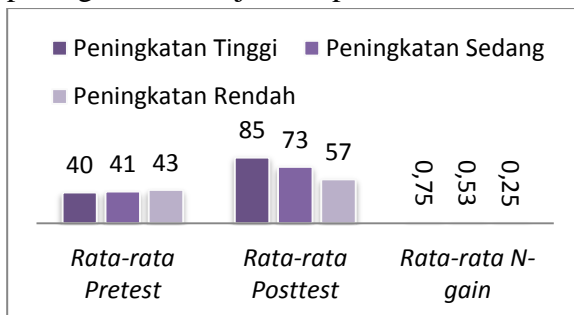 Peningkatan Tinggi Peningkatan Sedang
Peningkatan Rendah
40 41 43
85 73 57
0,75 0,53 0,25
Rata-rata Pretest
Rata-rata Posttest
Rata-rata N-gain